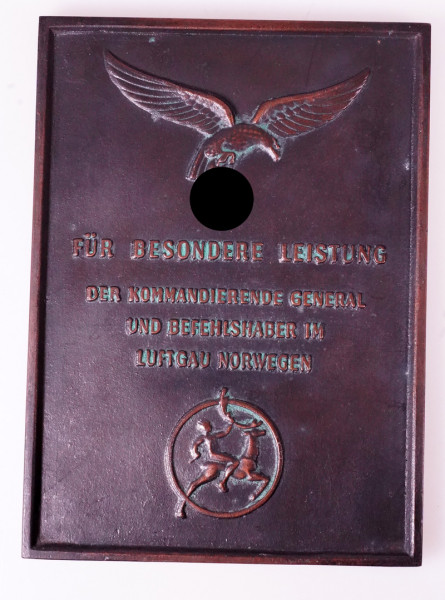 FÜR BESONDERE LEISTUNG
DER KOMMANDIERENDE GENERAL
UND BEFEHLSHABER IM
LUFTGAU NORWEGEN